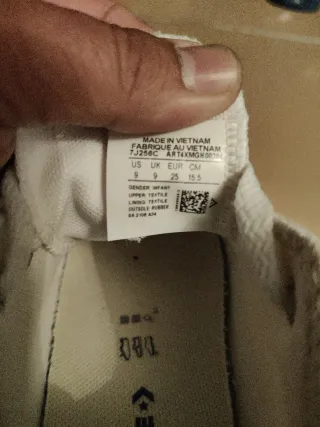 MADE IN VIETNAM
FABRIQUE AU VIETNAM
7J256C
US UK EUR CM
9 9 25 15.5
GENDER: INFANT
UPPER: TEXTILE
LINING: TEXTILE
OUTSOLE: RUBBER